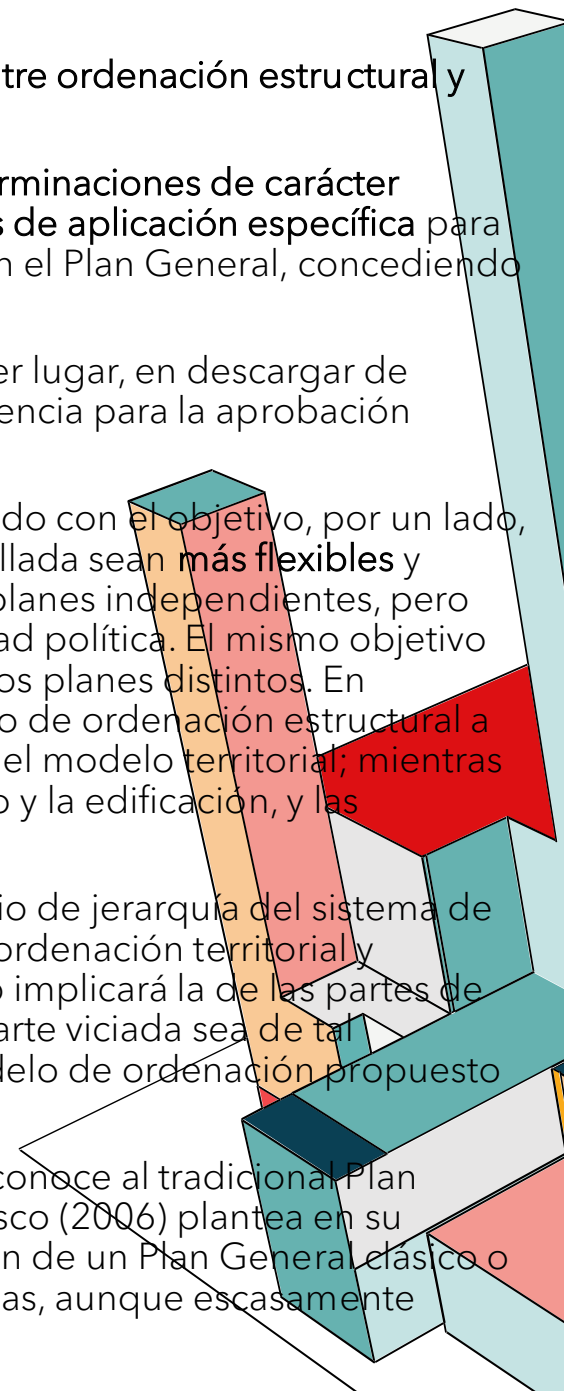 tre ordenación estructural y
rminaciones de carácter
s de aplicación específica para
n el Plan General, concediendo
er lugar, en descargar de
encia para la aprobación
do con el objetivo, por un lado,
llada sean más flexibles y
planes independientes, pero
ad política. El mismo objetivo
os planes distintos. En
o de ordenación estructural a
el modelo territorial; mientras
o y la edificación, y las
io de jerarquía del sistema de
ordenación territorial y
o implicará la de las partes de
arte viciada sea de tal
delo de ordenación propuesto
conoce al tradicional Plan
sco (2006) plantea en su
n de un Plan General clásico o
as, aunque escasamente